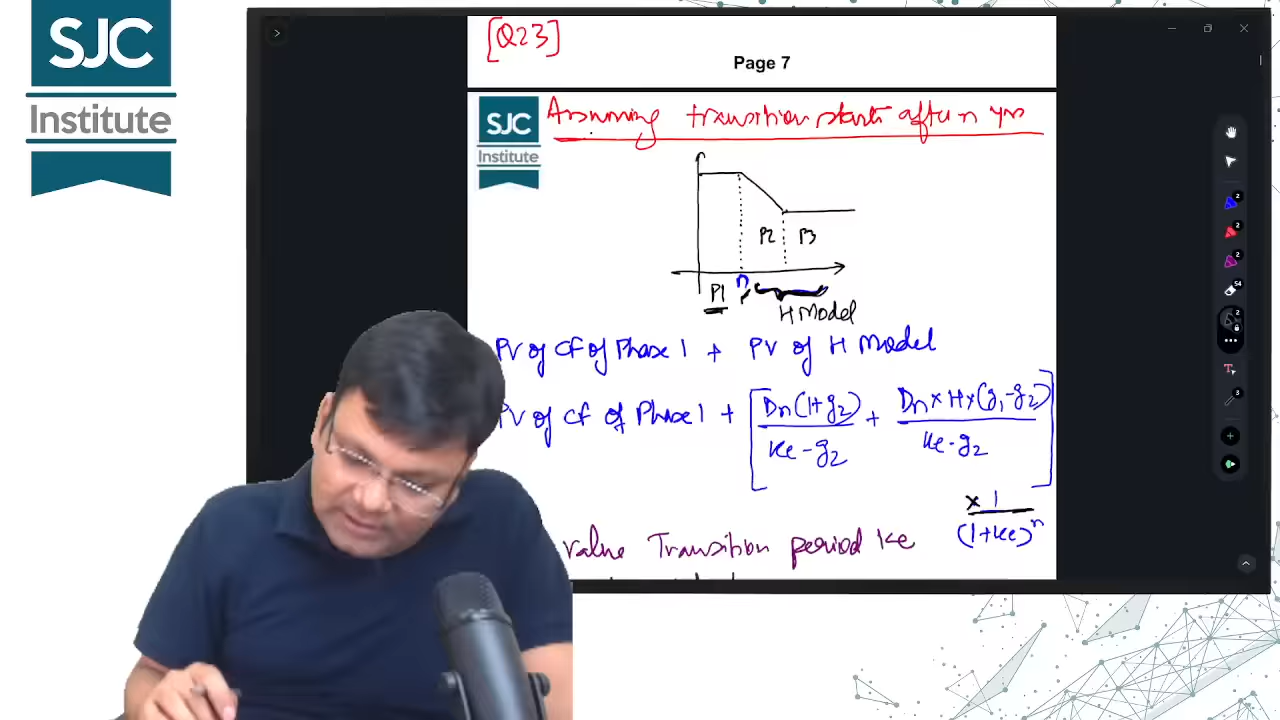 SJC
Institute
[Q23]
Page 7
SJC
Institute
Assuming transition starts after n yrs
P2 P3
n
P1
H Model
PV of CF of Phase 1 + PV of H Model
PV of CF of Phase 1 + [ Dn(1+g2) / Ke-g2 + Dn×H×(g1-g2) / Ke-g2 ]
× 1 / (1+Ke)^n
value Transition period Ke